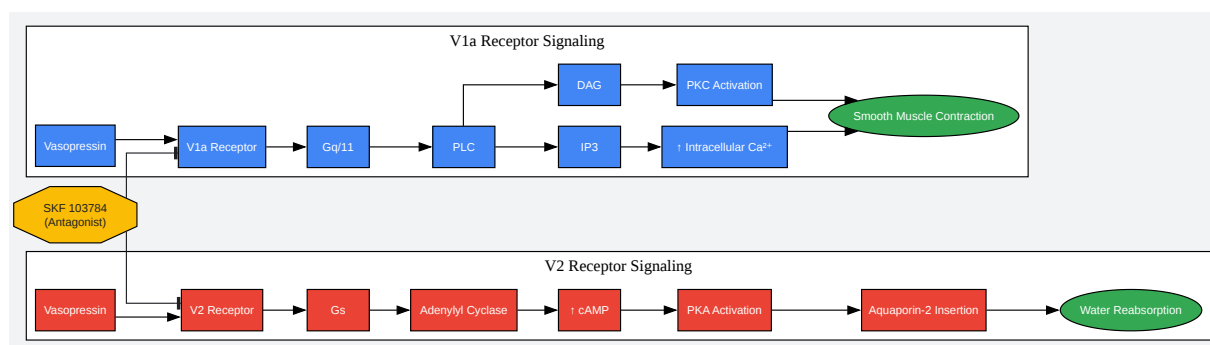 V1a Receptor Signaling
DAG
PKC Activation
Smooth Muscle Contraction
Vasopressin
V1a Receptor
Gq/11
PLC
IP3
↑ Intracellular Ca²⁺
SKF 103784
(Antagonist)
V2 Receptor Signaling
Vasopressin
V2 Receptor
Gs
Adenylyl Cyclase
↑ cAMP
PKA Activation
Aquaporin-2 Insertion
Water Reabsorption